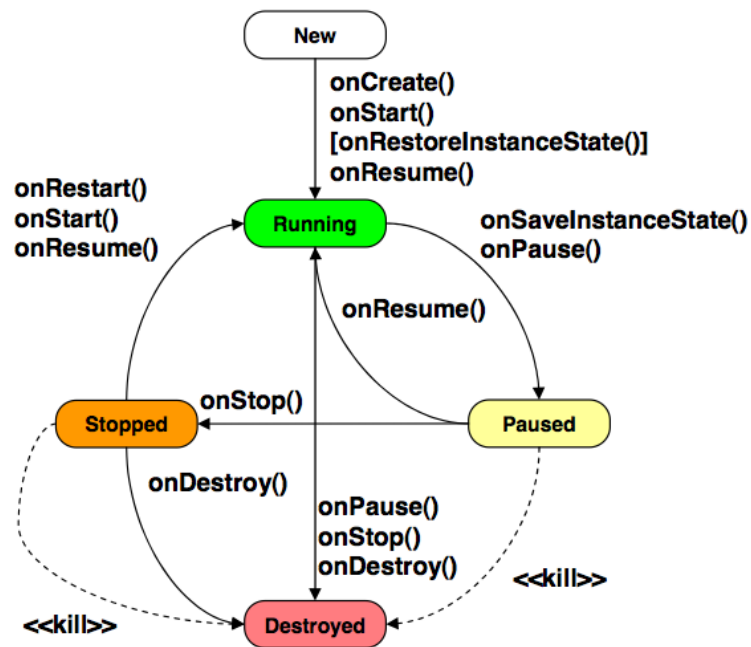 New
onCreate()
onStart()
[onRestoreInstanceState()]
onResume()
onRestart()
onStart()
onResume()
Running
onSaveInstanceState()
onPause()
onResume()
Stopped
onStop()
Paused
onDestroy()
onPause()
onStop()
onDestroy()
<<kill>>
<<kill>>
Destroyed